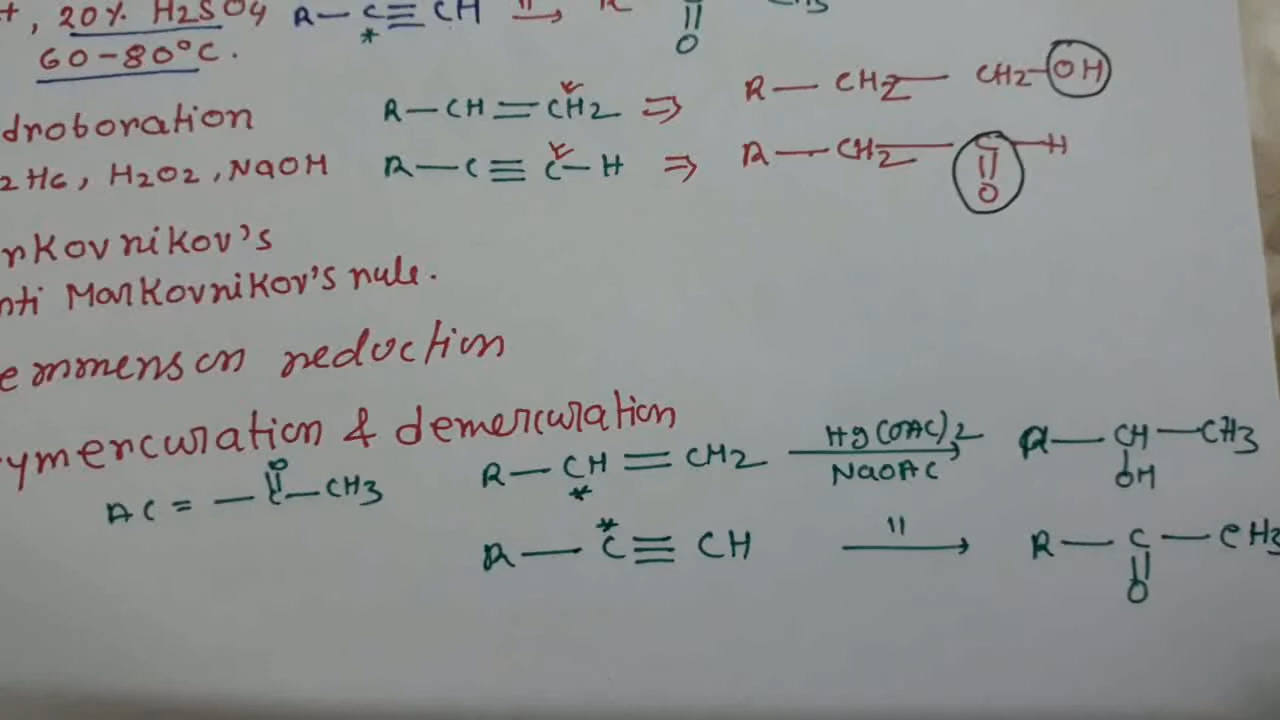 +, 20% H2SO4 R—C≡CH
*
O
60-80°C.
R—CH2—CH2—OH
droboration R—CH=CH2 ⇒
2H6, H2O2, NaOH R—C≡C—H ⇒ R—CH2—C—H
O
rkovnikov's
nti Markovnikov's rule.
emmenson reduction
ymercuration & demercuration
Hg(OAC)2
R—CH=CH2 → R—CH—CH3
* NaOAC OH
O
AC = —C—CH3
*
R—C≡CH —"→ R—C—CH3
O